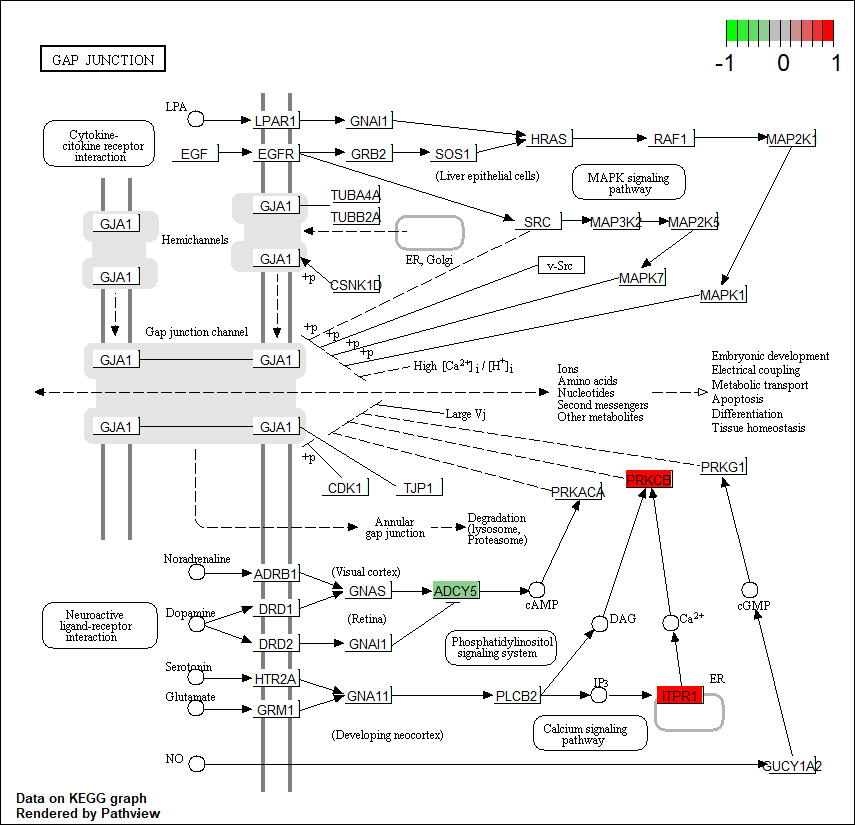 -1 0 1
GAP JUNCTION
LPA
LPAR1
GNAI1
Cytokine-
citokine receptor
interaction
EGF
EGFR
GRB2
SOS1
HRAS
RAF1
MAP2K1
(Liver epithelial cells)
MAPK signaling
pathway
GJA1
TUBA4A
TUBB2A
GJA1
Hemichannels
SRC
MAP3K2
MAP2K5
ER, Golgi
GJA1
v-Src
GJA1
+p
CSNK1D
MAPK7
MAPK1
Gap junction channel
+p
+p
+p
+p
GJA1
GJA1
High [Ca2+] i / [H+] i
Ions
Amino acids
Nucleotides
Second messengers
Other metabolites
Embryonic development
Electrical coupling
Metabolic transport
Apoptosis
Differentiation
Tissue homeostasis
Large Vj
GJA1
GJA1
+p
CDK1
TJP1
PRKACA
PRKCB
PRKG1
Annular
gap junction
Degradation
(lysosome,
Proteasome)
Noradrenaline
ADRB1
(Visual cortex)
GNAS
ADCY5
cAMP
Dopamine
DRD1
(Retina)
DRD2
GNAI1
Neuroactive
ligand-receptor
interaction
DAG
Ca2+
cGMP
Phosphatidylinositol
signaling system
Serotonin
HTR2A
Glutamate
GRM1
GNA11
PLCB2
IP3
ITPR1
ER
(Developing neocortex)
Calcium signaling
pathway
NO
GUCY1A2
Data on KEGG graph
Rendered by Pathview